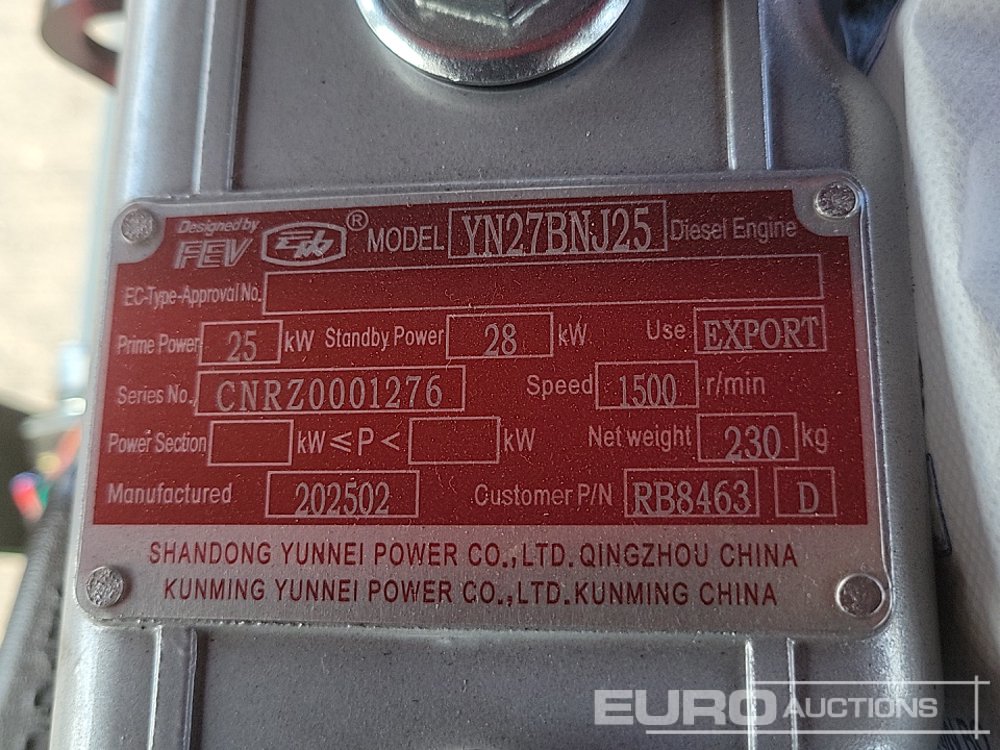 Designed by
FEV ® MODEL YN27BNJ25 Diesel Engine
EC-Type-Approval No.
Prime Power 25 kW Standby Power 28 kW Use EXPORT
Series No. CNRZ0001276 Speed 1500 r/min
Power Section kW ≤ P < kW Net weight 230 kg
Manufactured 202502 Customer P/N RB8463 D
SHANDONG YUNNEI POWER CO.,LTD.QINGZHOU CHINA
KUNMING YUNNEI POWER CO.,LTD.KUNMING CHINA
EURO AUCTIONS